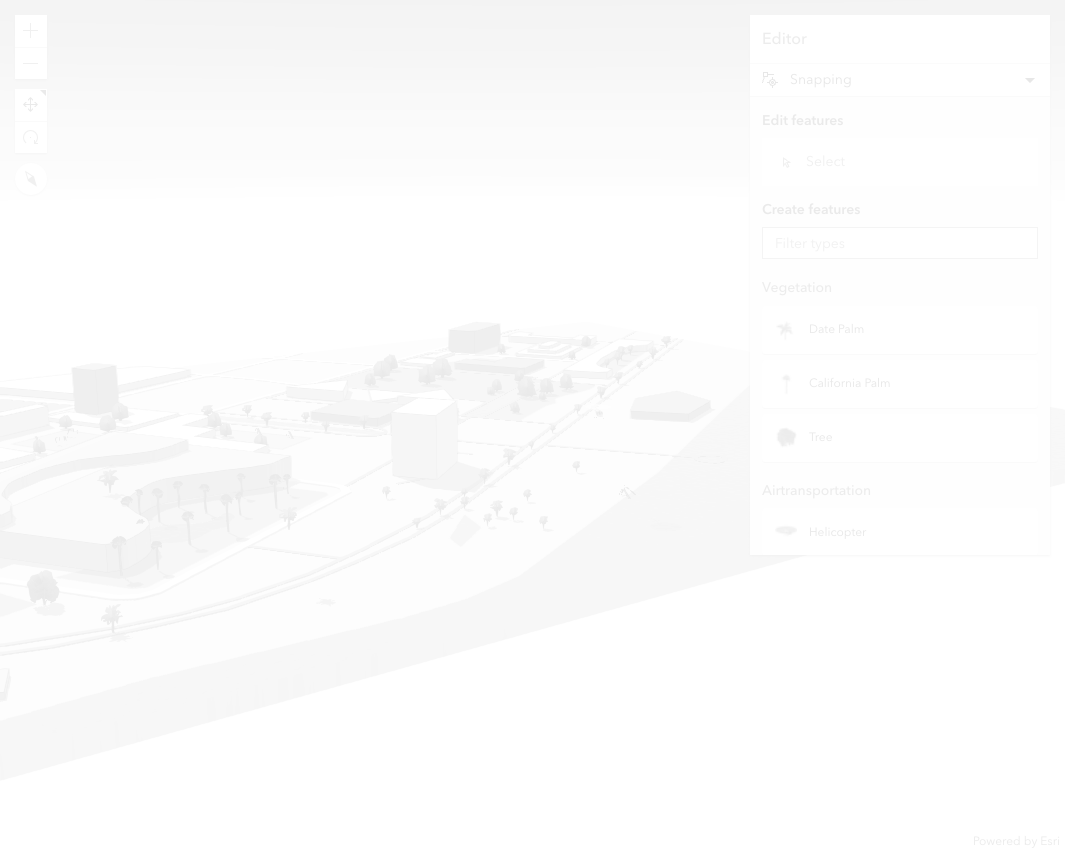 Editor
Snapping
Edit features
Select
Create features
Filter types
Vegetation
Date Palm
California Palm
Tree
Airtransportation
Helicopter
Powered by Esri